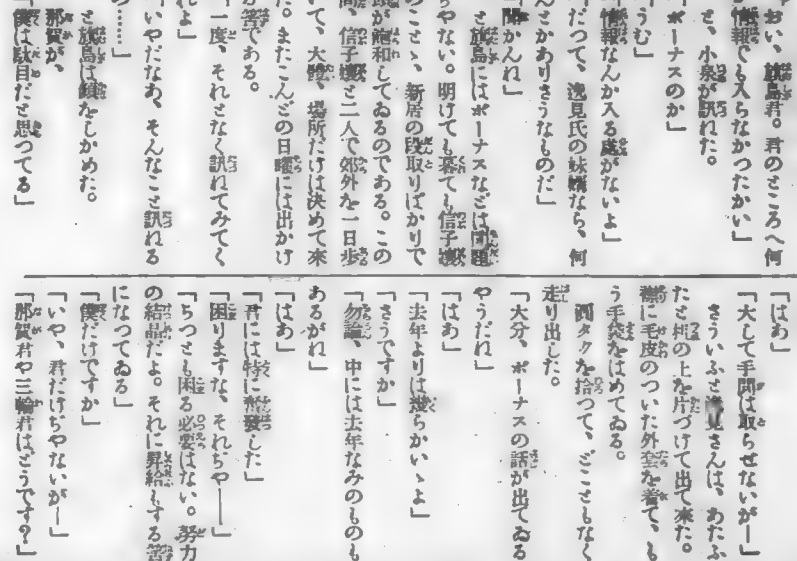 おい、旗島君。君のところへ何
か情報でも入らなかつたかい」
と、小泉が訊ねた。
「ボーナスのか」
「うむ」
「情報なんか入る處がないよ」
「だつて、逸見氏の妹婿なら、何
んとかありさうなものだ」
「聞かんね」
と旗島にはボーナスなどは問題
ぢやない。明けても暮ても信子孃
のことゝ、新居の段取りばかりで
が飽和してゐるのである。この
間、信子孃と二人で郊外を一日歩
いて、大體、場所だけは決めて來
た。またこんどの日曜には出かけ
る筈である。
「一度、それとなく訊ねてみてく
れよ」
「いやだなあ、そんなこと訊ねる
の……」
と旗島は顏をしかめた。
那賀が、
「僕は駄目だと思つてる」
「はあ」
「大して手間は取らせないがー」
さういふと逸見さんは、あたふ
たと机の上を片づけて出て來た。
襟に毛皮のついた外套を着て、も
う手袋をはめてゐる。
圓タクを拾つて、どこともなく
走り出した。
「大分、ボーナスの話が出てゐる
やうだね」
「はあ」
「去年よりは幾らかいゝよ」
「さうですか」
「勿論、中には去年なみのものも
あるがね」
「はあ」
「君には特に奮發した」
「困りますな、それぢや――」
「ちつとも困る必要はない。努力
の結晶だよ。それに昇給もする筈
になつてゐる」
「僕だけですか」
「いや、君だけぢやないがー」
「那賀君や三輪君は、どうです？」